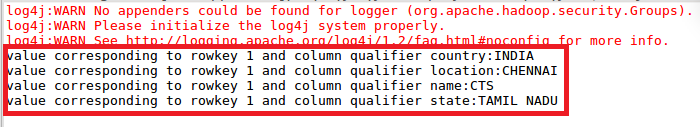 log4j:WARN No appenders could be found for logger (org.apache.hadoop.security.Groups).
log4j:WARN Please initialize the log4j system properly.
log4j:WARN See http://logging.apache.org/log4j/1.2/faq.html#noconfig for more info.
value corresponding to rowkey 1 and column qualifier country:INDIA
value corresponding to rowkey 1 and column qualifier location:CHENNAI
value corresponding to rowkey 1 and column qualifier name:CTS
value corresponding to rowkey 1 and column qualifier state:TAMIL NADU